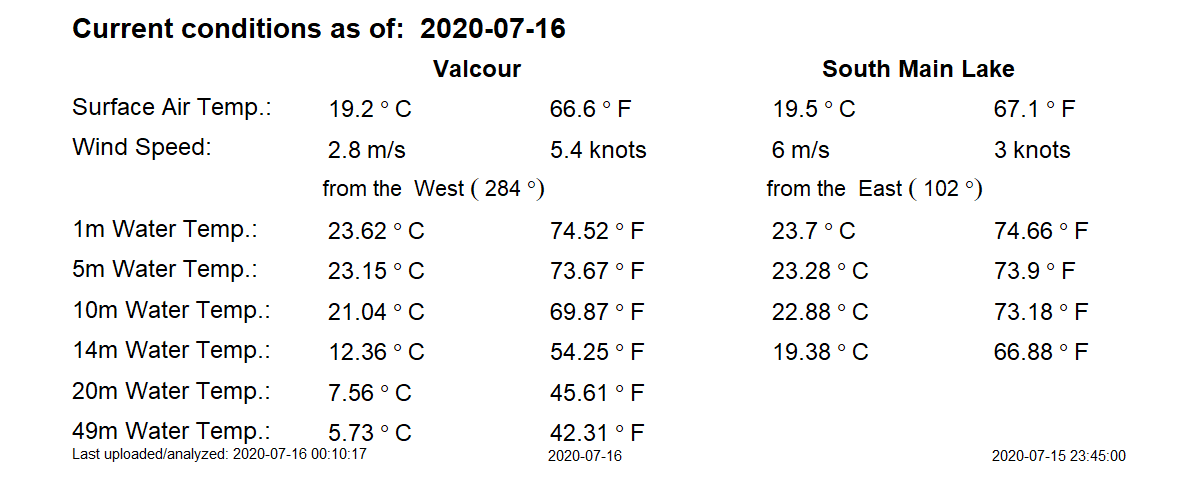 Current conditions as of: 2020-07-16
Valcour South Main Lake
Surface Air Temp.: 19.2 ° C 66.6 ° F 19.5 ° C 67.1 ° F
Wind Speed: 2.8 m/s 5.4 knots 6 m/s 3 knots
from the West ( 284 °) from the East ( 102 °)
1m Water Temp.: 23.62 ° C 74.52 ° F 23.7 ° C 74.66 ° F
5m Water Temp.: 23.15 ° C 73.67 ° F 23.28 ° C 73.9 ° F
10m Water Temp.: 21.04 ° C 69.87 ° F 22.88 ° C 73.18 ° F
14m Water Temp.: 12.36 ° C 54.25 ° F 19.38 ° C 66.88 ° F
20m Water Temp.: 7.56 ° C 45.61 ° F
49m Water Temp.: 5.73 ° C 42.31 ° F
Last uploaded/analyzed: 2020-07-16 00:10:17 2020-07-16 2020-07-15 23:45:00